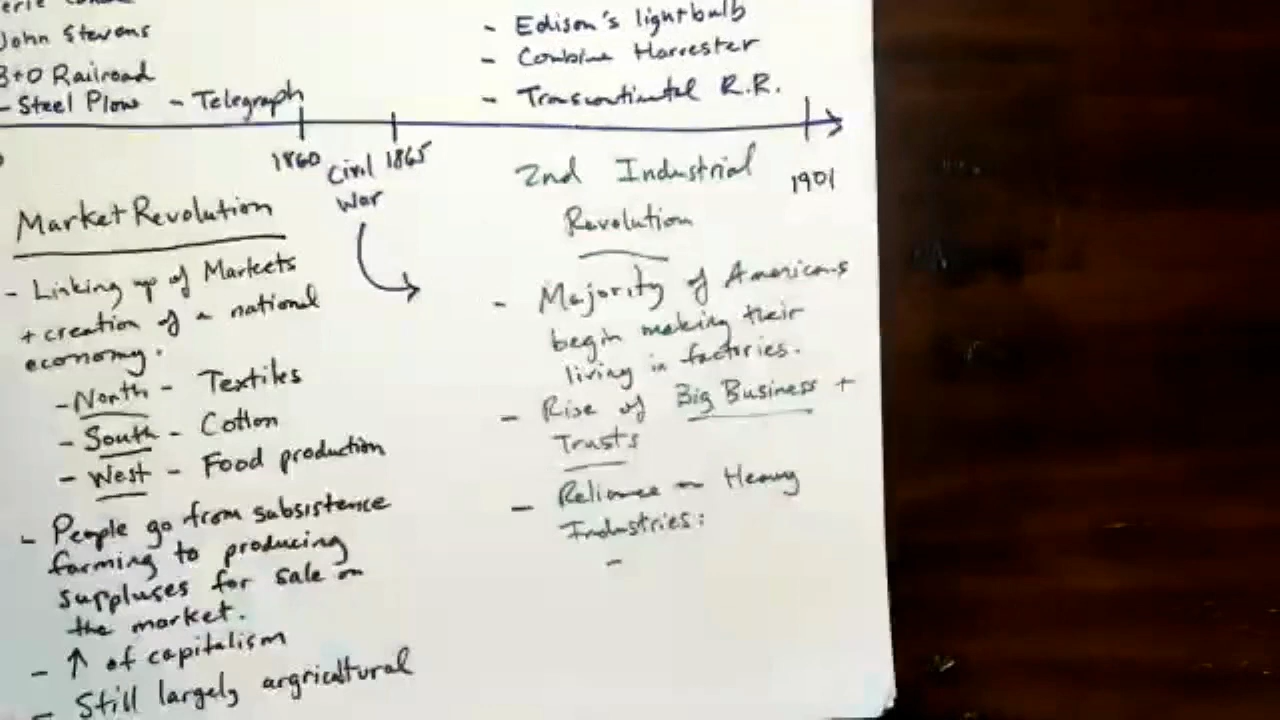 John Stevens
B+O Railroad
- Steel Plow - Telegraph
- Edison's lightbulb
- Combine Harvester
- Transcontinental R.R.
1860
Civil
War
1865
1901
Market Revolution
- Linking up of Markets
+ creation of a national
economy.
- North - Textiles
- South - Cotton
- West - Food production
- People go from subsistence
farming to producing
suppluses for sale on
the market.
- ↑ of capitalism
- Still largely argricultural
2nd Industrial
Revolution
- Majority of Americans
begin making their
living in factories.
- Rise of Big Business +
Trusts
- Reliance on Heavy
Industries:
-